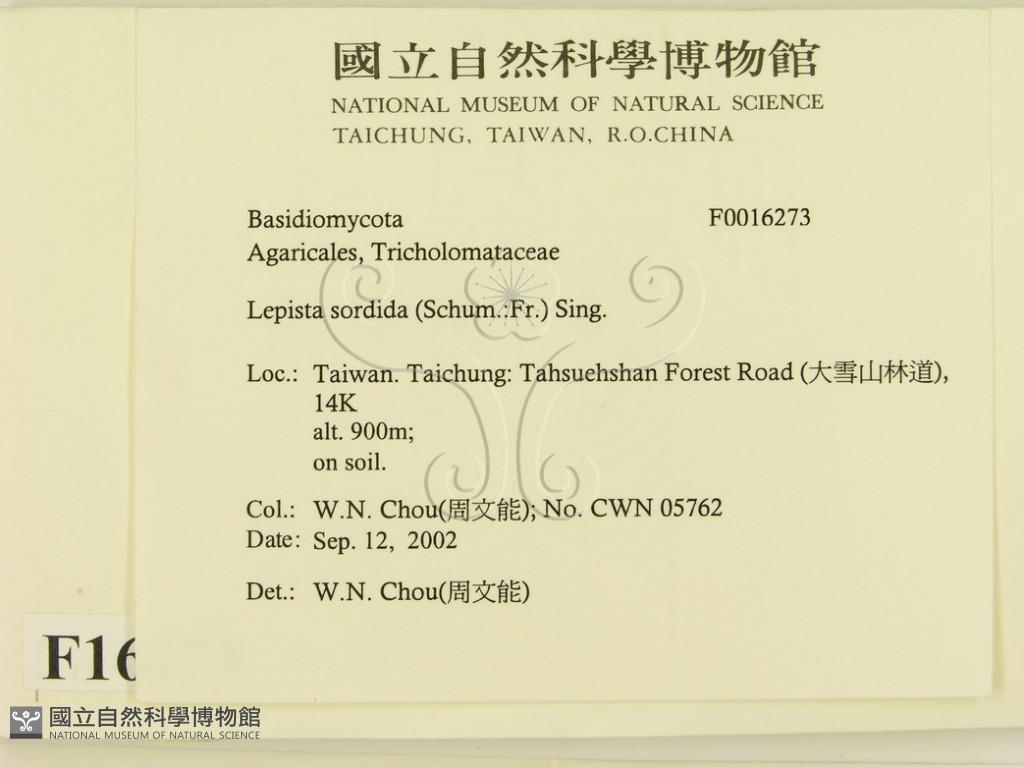 國立自然科學博物館
NATIONAL MUSEUM OF NATURAL SCIENCE
TAICHUNG, TAIWAN, R.O.CHINA
Basidiomycota F0016273
Agaricales, Tricholomataceae
Lepista sordida (Schum.:Fr.) Sing.
Loc.: Taiwan. Taichung: Tahsuehshan Forest Road (大雪山林道),
14K
alt. 900m;
on soil.
Col.: W.N. Chou(周文能); No. CWN 05762
Date: Sep. 12, 2002
Det.: W.N. Chou(周文能)
F16
國立自然科學博物館
NATIONAL MUSEUM OF NATURAL SCIENCE